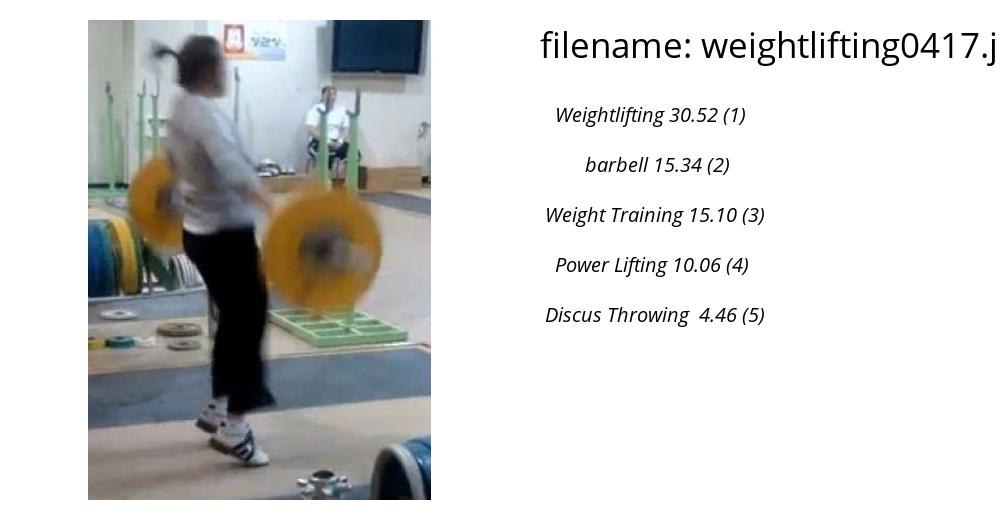 filename: weightlifting0417.j
Weightlifting 30.52 (1)
barbell 15.34 (2)
Weight Training 15.10 (3)
Power Lifting 10.06 (4)
Discus Throwing 4.46 (5)